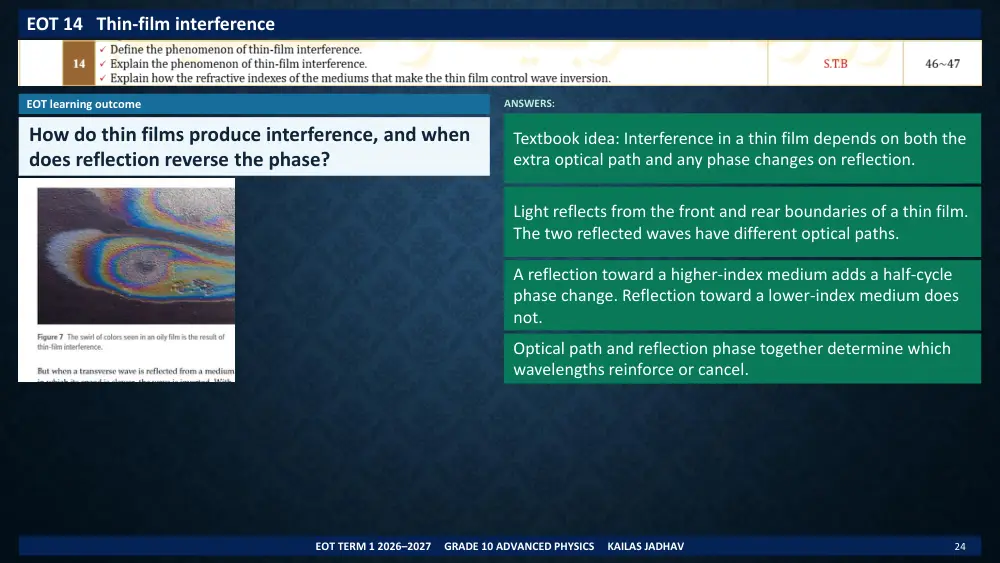 EOT 14 Thin-film interference
14
✓ Define the phenomenon of thin-film interference.
✓ Explain the phenomenon of thin-film interference.
✓ Explain how the refractive indexes of the mediums that make the thin film control wave inversion.
S.T.B
46~47
EOT learning outcome
How do thin films produce interference, and when
does reflection reverse the phase?
Figure 7 The swirl of colors seen in an oily film is the result of
thin-film interference.
But when a transverse wave is reflected from a medium
ANSWERS:
Textbook idea: Interference in a thin film depends on both the
extra optical path and any phase changes on reflection.
Light reflects from the front and rear boundaries of a thin film.
The two reflected waves have different optical paths.
A reflection toward a higher-index medium adds a half-cycle
phase change. Reflection toward a lower-index medium does
not.
Optical path and reflection phase together determine which
wavelengths reinforce or cancel.
EOT TERM 1 2026–2027 GRADE 10 ADVANCED PHYSICS KAILAS JADHAV
24